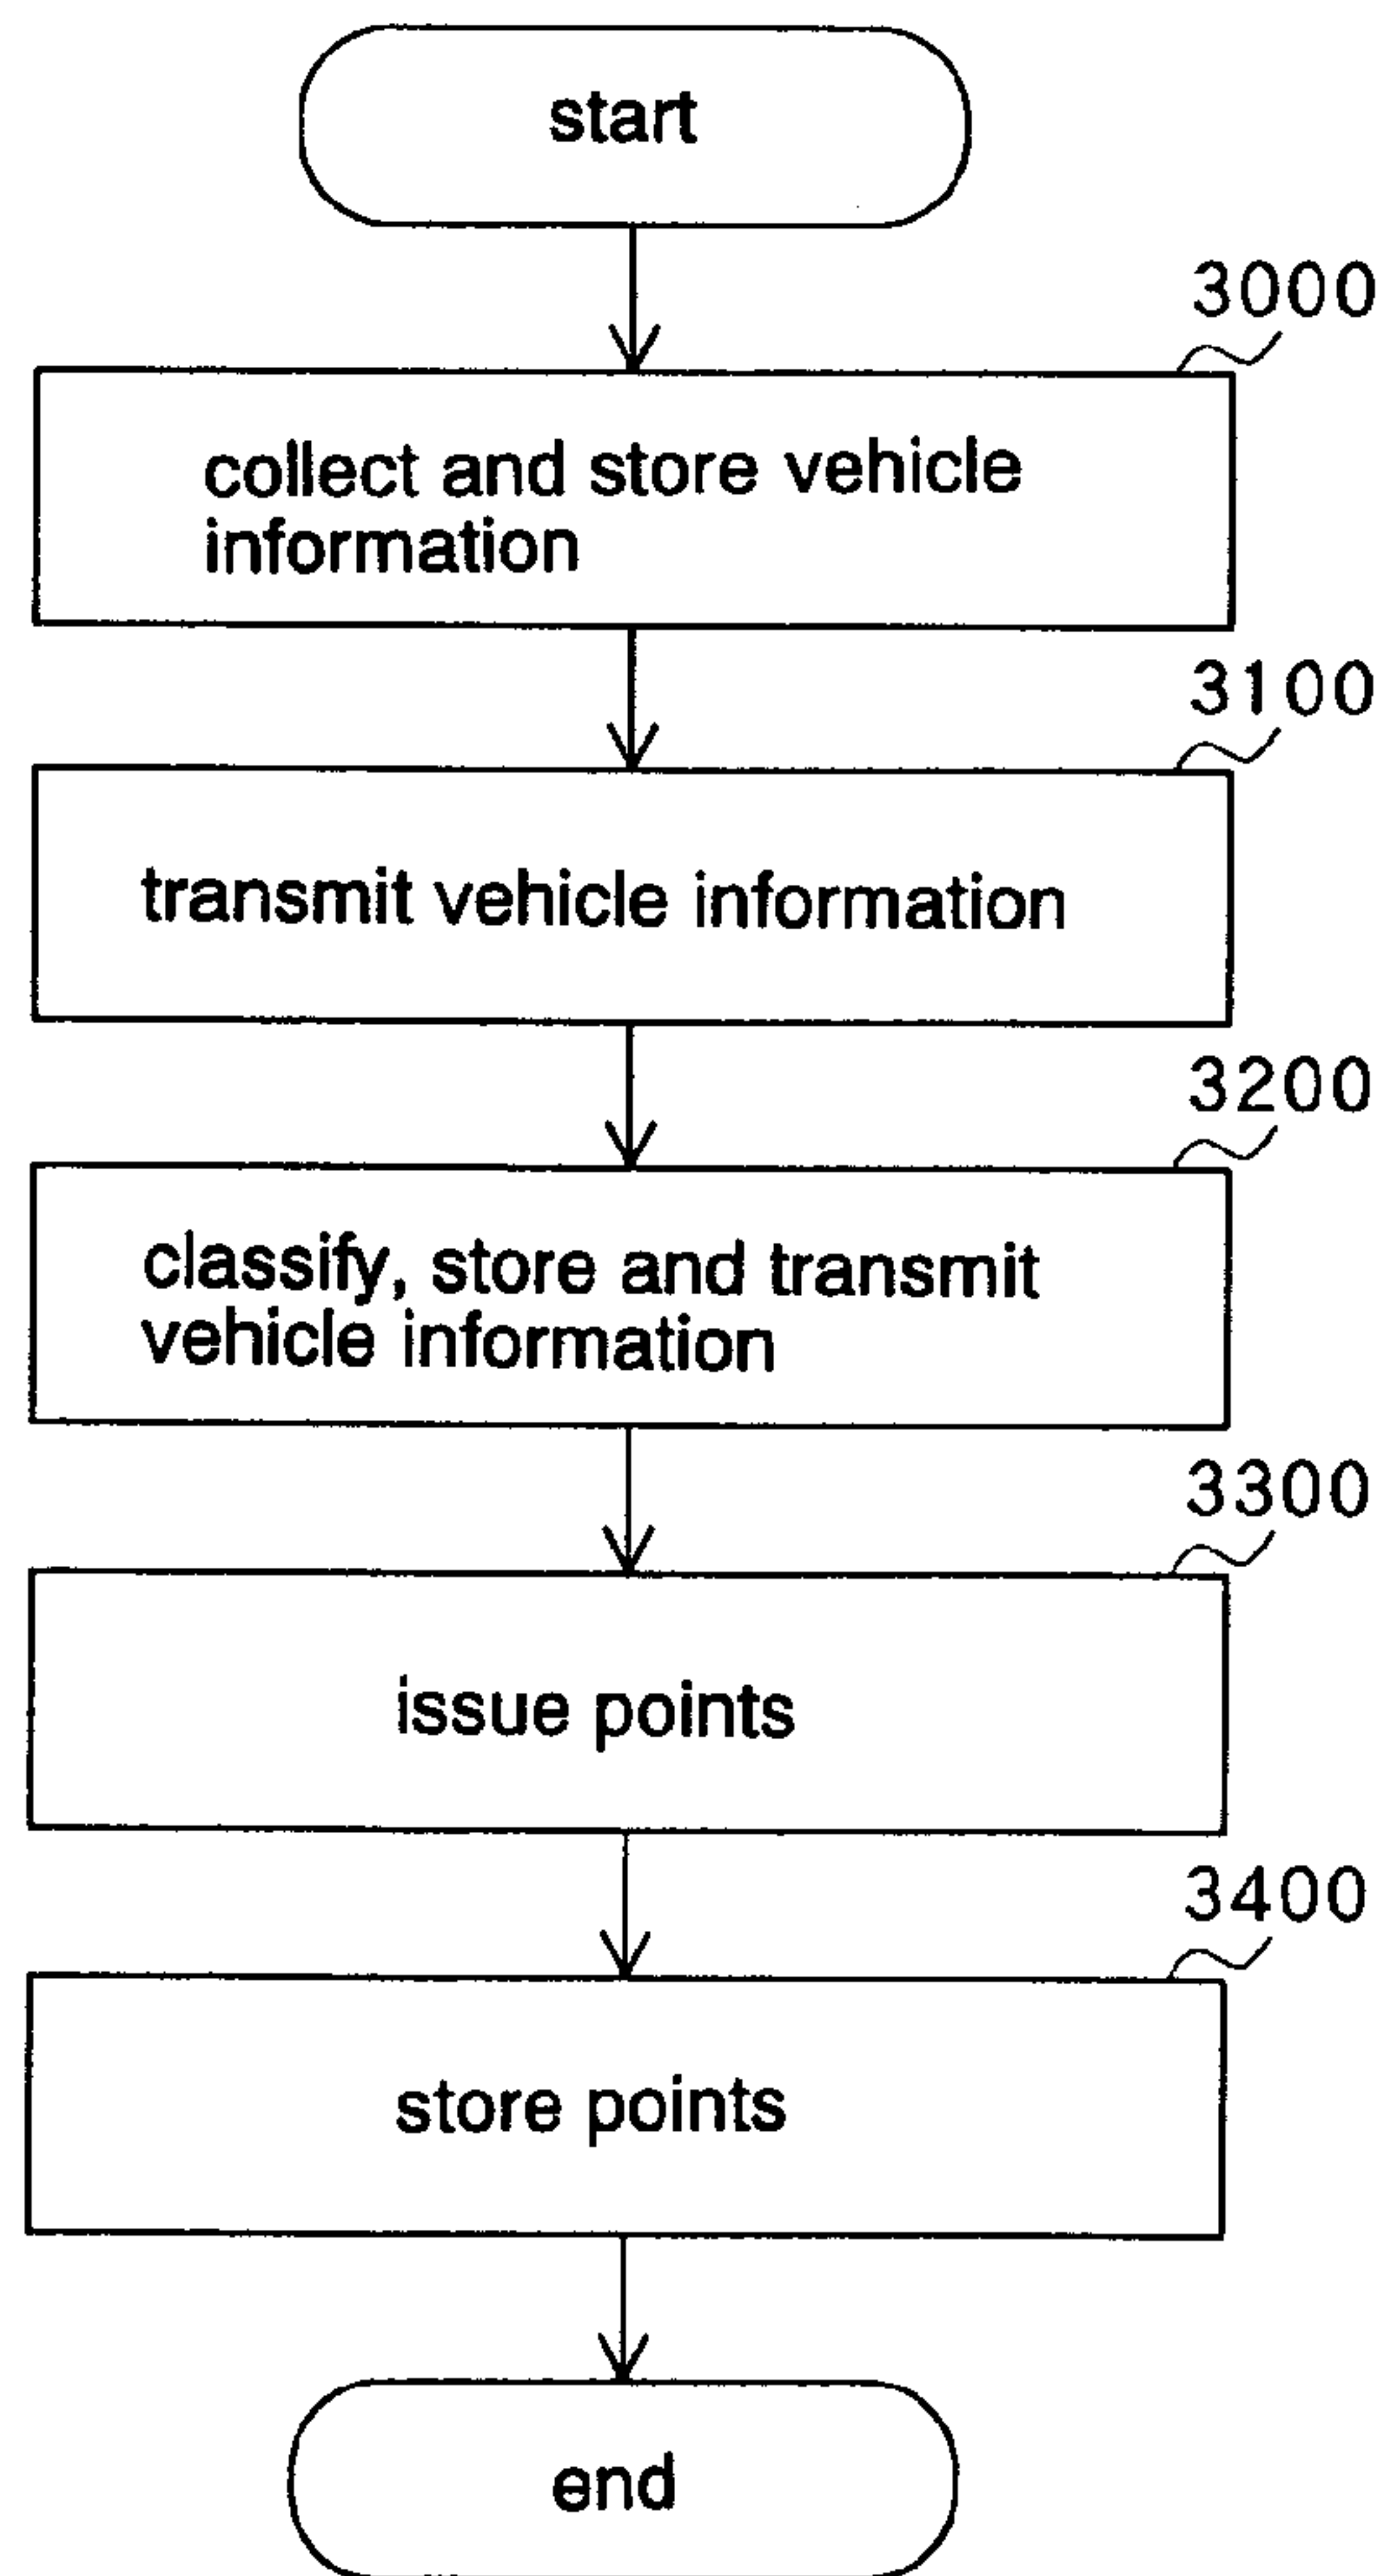 start
3000
collect and store vehicle
information
3100
transmit vehicle information
3200
classify, store and transmit
vehicle information
3300
issue points
3400
store points
end